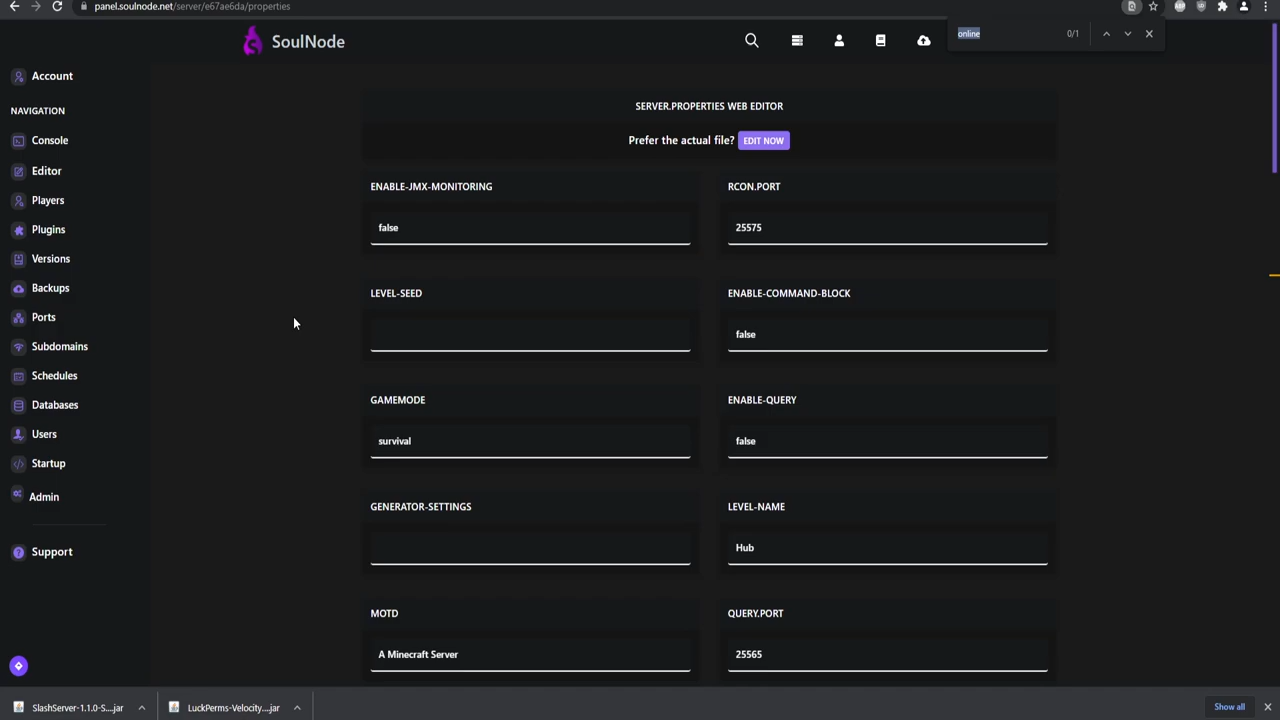 panel.soulnode.net/server/e67ae6da/properties
online
0/1
SoulNode
Account
NAVIGATION
Console
Editor
Players
Plugins
Versions
Backups
Ports
Subdomains
Schedules
Databases
Users
Startup
Admin
Support
SERVER.PROPERTIES WEB EDITOR
Prefer the actual file? EDIT NOW
ENABLE-JMX-MONITORING
false
RCON.PORT
25575
LEVEL-SEED
ENABLE-COMMAND-BLOCK
false
GAMEMODE
survival
ENABLE-QUERY
false
GENERATOR-SETTINGS
LEVEL-NAME
Hub
MOTD
A Minecraft Server
QUERY.PORT
25565
SlashServer-1.1.0-S....jar
LuckPerms-Velocity....jar
Show all